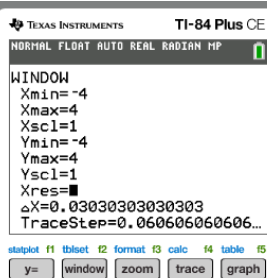 TEXAS INSTRUMENTS TI-84 Plus CE
NORMAL FLOAT AUTO REAL RADIAN MP
WINDOW
Xmin=-4
Xmax=4
Xscl=1
Ymin=-4
Ymax=4
Yscl=1
Xres=
△X=0.03030303030303
TraceStep=0.060606060606…
statplot f1 tblset f2 format f3 calc f4 table f5
y= window zoom trace graph